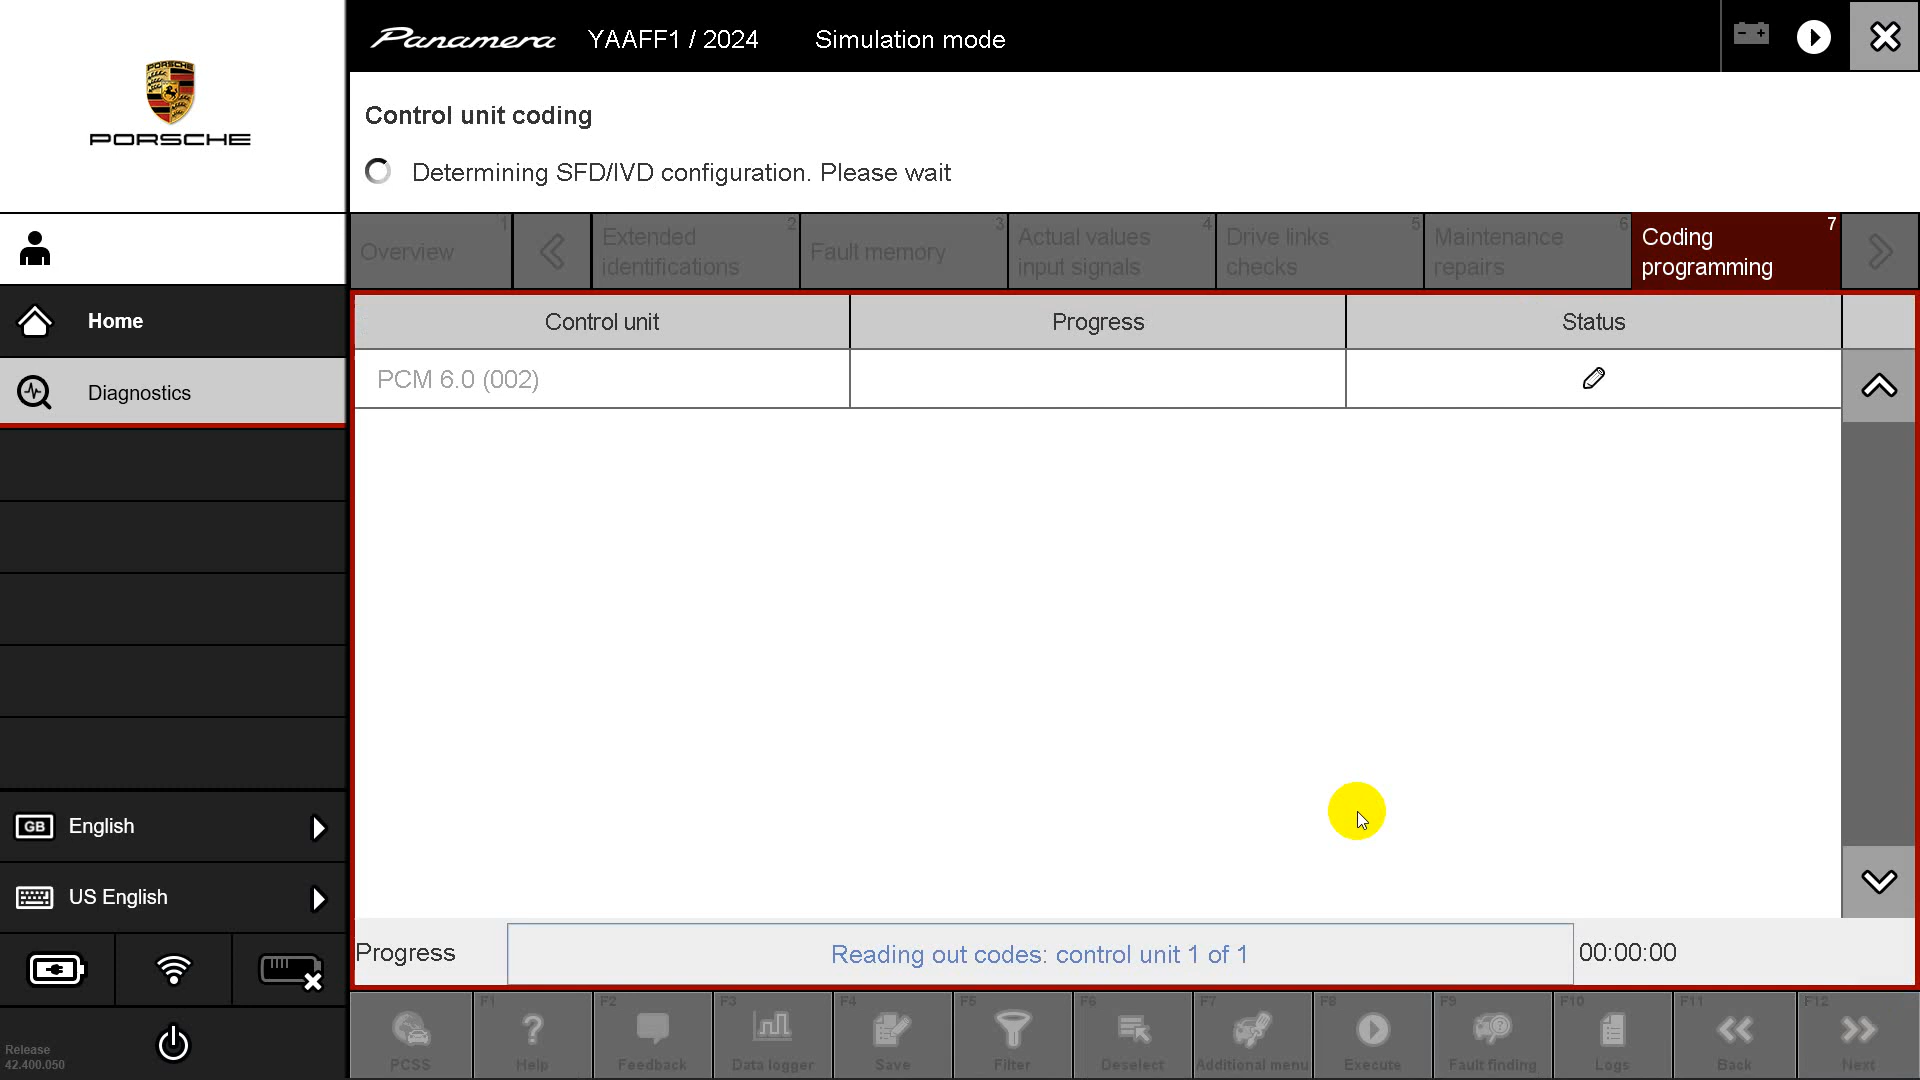 PORSCHE
PORSCHE
Panamera YAAFF1 / 2024 Simulation mode
Control unit coding
Determining SFD/IVD configuration. Please wait
Overview 1
Extended identifications 2
Fault memory 3
Actual values input signals 4
Drive links checks 5
Maintenance repairs 6
Coding programming 7
Home
Diagnostics
Control unit Progress Status
PCM 6.0 (002)
GB English
US English
Progress Reading out codes: control unit 1 of 1 00:00:00
Release
42.400.050
PCSS
F1 Help
F2 Feedback
F3 Data logger
F4 Save
F5 Filter
F6 Deselect
F7 Additional menu
F8 Execute
F9 Fault finding
F10 Logs
F11 Back
F12 Next